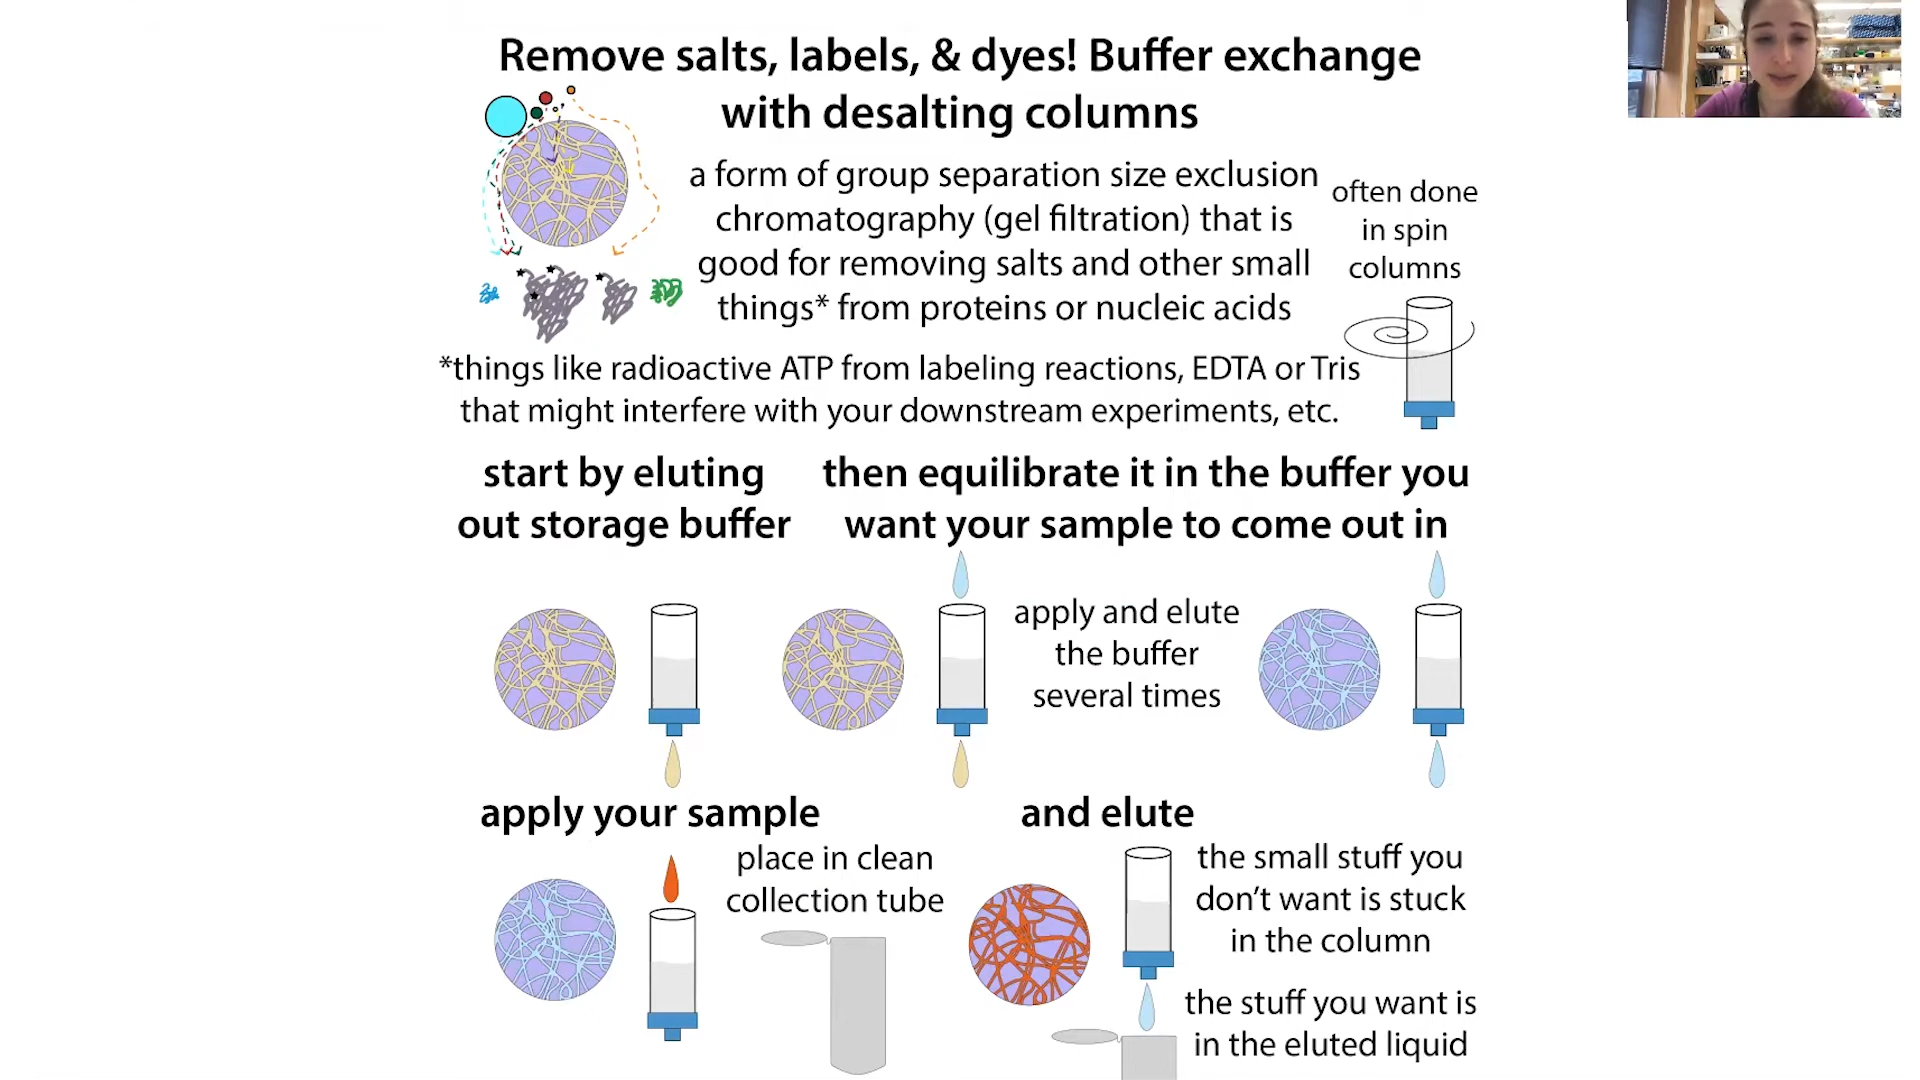 Remove salts, labels, & dyes! Buffer exchange
with desalting columns
a form of group separation size exclusion
chromatography (gel filtration) that is
good for removing salts and other small
things* from proteins or nucleic acids
often done
in spin
columns
*things like radioactive ATP from labeling reactions, EDTA or Tris
that might interfere with your downstream experiments, etc.
start by eluting
out storage buffer
then equilibrate it in the buffer you
want your sample to come out in
apply and elute
the buffer
several times
apply your sample
place in clean
collection tube
and elute
the small stuff you
don't want is stuck
in the column
the stuff you want is
in the eluted liquid